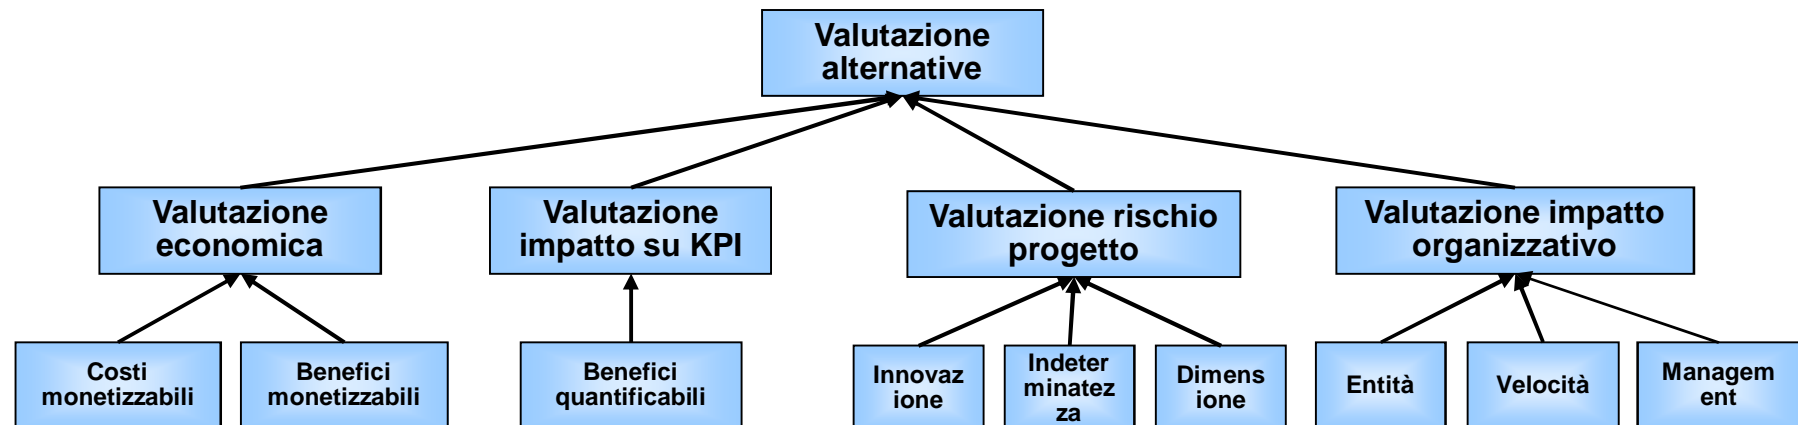 Valutazione
alternative
Valutazione
economica
Valutazione
impatto su KPI
Valutazione rischio
progetto
Valutazione impatto
organizzativo
Costi
monetizzabili
Benefici
monetizzabili
Benefici
quantificabili
Innovaz
ione
Indeter
minatez
za
Dimens
ione
Entità
Velocità
Managem
ent